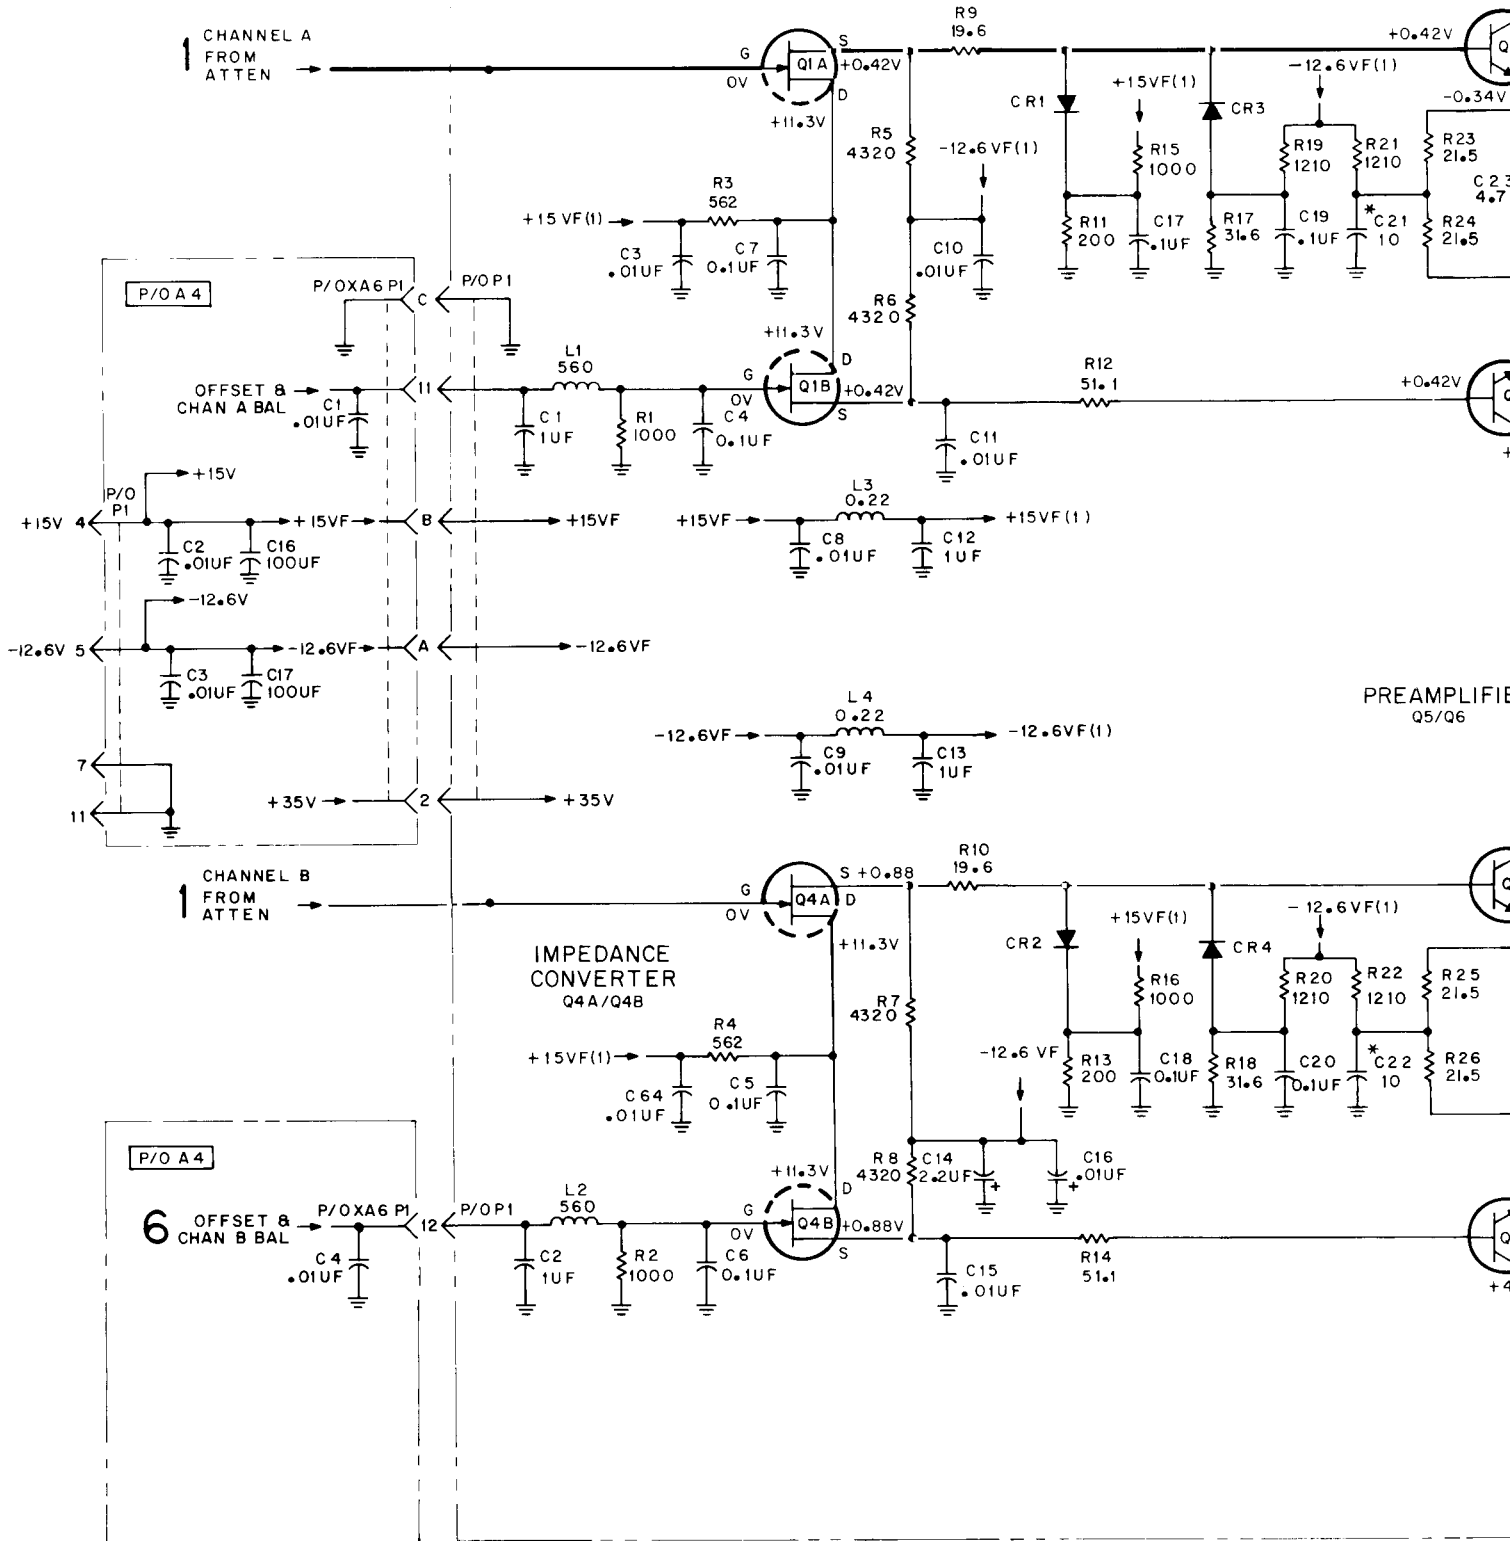 1 CHANNEL A
FROM
ATTEN
G
0V
Q1A
S
+0.42V
D
+11.3V
R9
19.6
+0.42V
Q
-0.34V
CR1
+15VF(1)
CR3
-12.6VF(1)
R5
4320
-12.6VF(1)
R15
1000
R19
1210
R21
1210
R23
21.5
C23
4.7
R3
562
+15VF(1)
C3
.01UF
C7
0.1UF
C10
.01UF
R11
200
C17
.1UF
R17
31.6
C19
.1UF
*
C21
10
R24
21.5
P/O A4
P/OXA6 P1
C
P/OP1
R6
4320
+11.3V
L1
560
G
0V
Q1B
D
+0.42V
S
R12
51.1
+0.42V
Q
+
OFFSET &
CHAN A BAL
11
C1
.01UF
C1
1UF
R1
1000
C4
0.1UF
C11
.01UF
+15V
P/O
P1
+15V 4
+15VF
B
+15VF
C2
.01UF
C16
100UF
+15VF
L3
0.22
+15VF(1)
C8
.01UF
C12
1UF
-12.6V
-12.6V 5
-12.6VF
A
-12.6VF
C3
.01UF
C17
100UF
PREAMPLIFIE
Q5/Q6
-12.6VF
L4
0.22
-12.6VF(1)
C9
.01UF
C13
1UF
7
11
+35V
2
+35V
1 CHANNEL B
FROM
ATTEN
G
0V
Q4A
S +0.88
D
+11.3V
R10
19.6
Q
IMPEDANCE
CONVERTER
Q4A/Q4B
CR2
+15VF(1)
CR4
-12.6VF(1)
R7
4320
R16
1000
R20
1210
R22
1210
R25
21.5
+15VF(1)
R4
562
C64
.01UF
C5
0.1UF
-12.6 VF
R13
200
C18
0.1UF
R18
31.6
C20
0.1UF
*
C22
10
R26
21.5
P/O A4
R8
4320
C14
2.2UF
+
C16
.01UF
+
+11.3V
D
6 OFFSET &
CHAN B BAL
P/OXA6 P1
12
P/OP1
L2
560
G
0V
Q4B
+0.88V
S
R14
51.1
Q
+4
C4
.01UF
C2
1UF
R2
1000
C6
0.1UF
C15
.01UF